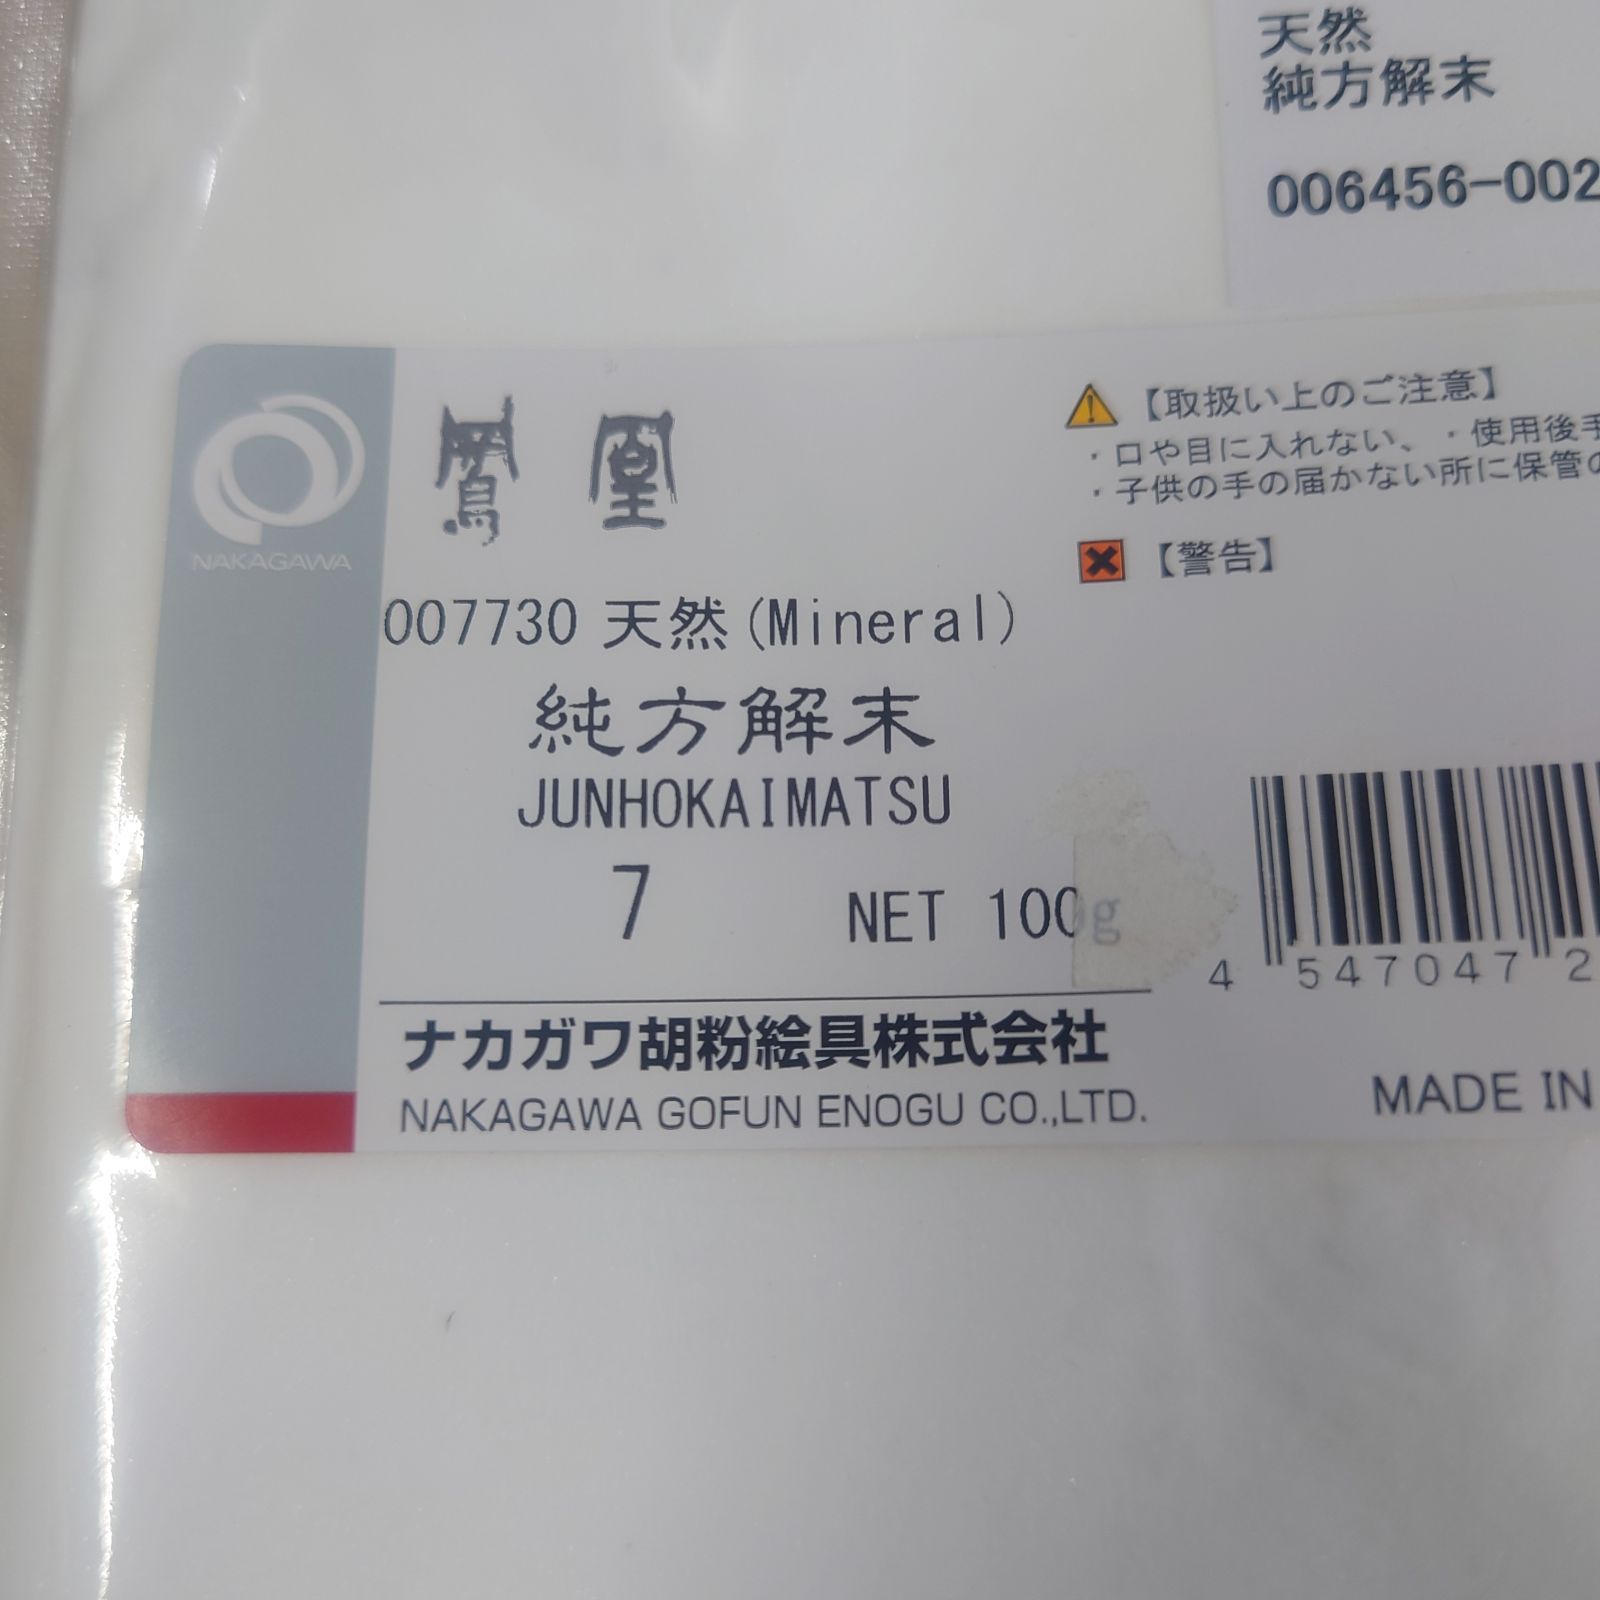 天然
純方解末
006456-002
NAKAGAWA
鳳凰
007730 天然(Mineral)
純方解末
JUNHOKAIMATSU
7 NET 100g
ナカガワ胡粉絵具株式会社
NAKAGAWA GOFUN ENOGU CO.,LTD.
【取扱い上のご注意】
・口や目に入れない、・使用後手
・子供の手の届かない所に保管の
【警告】
4 547047 2
MADE IN